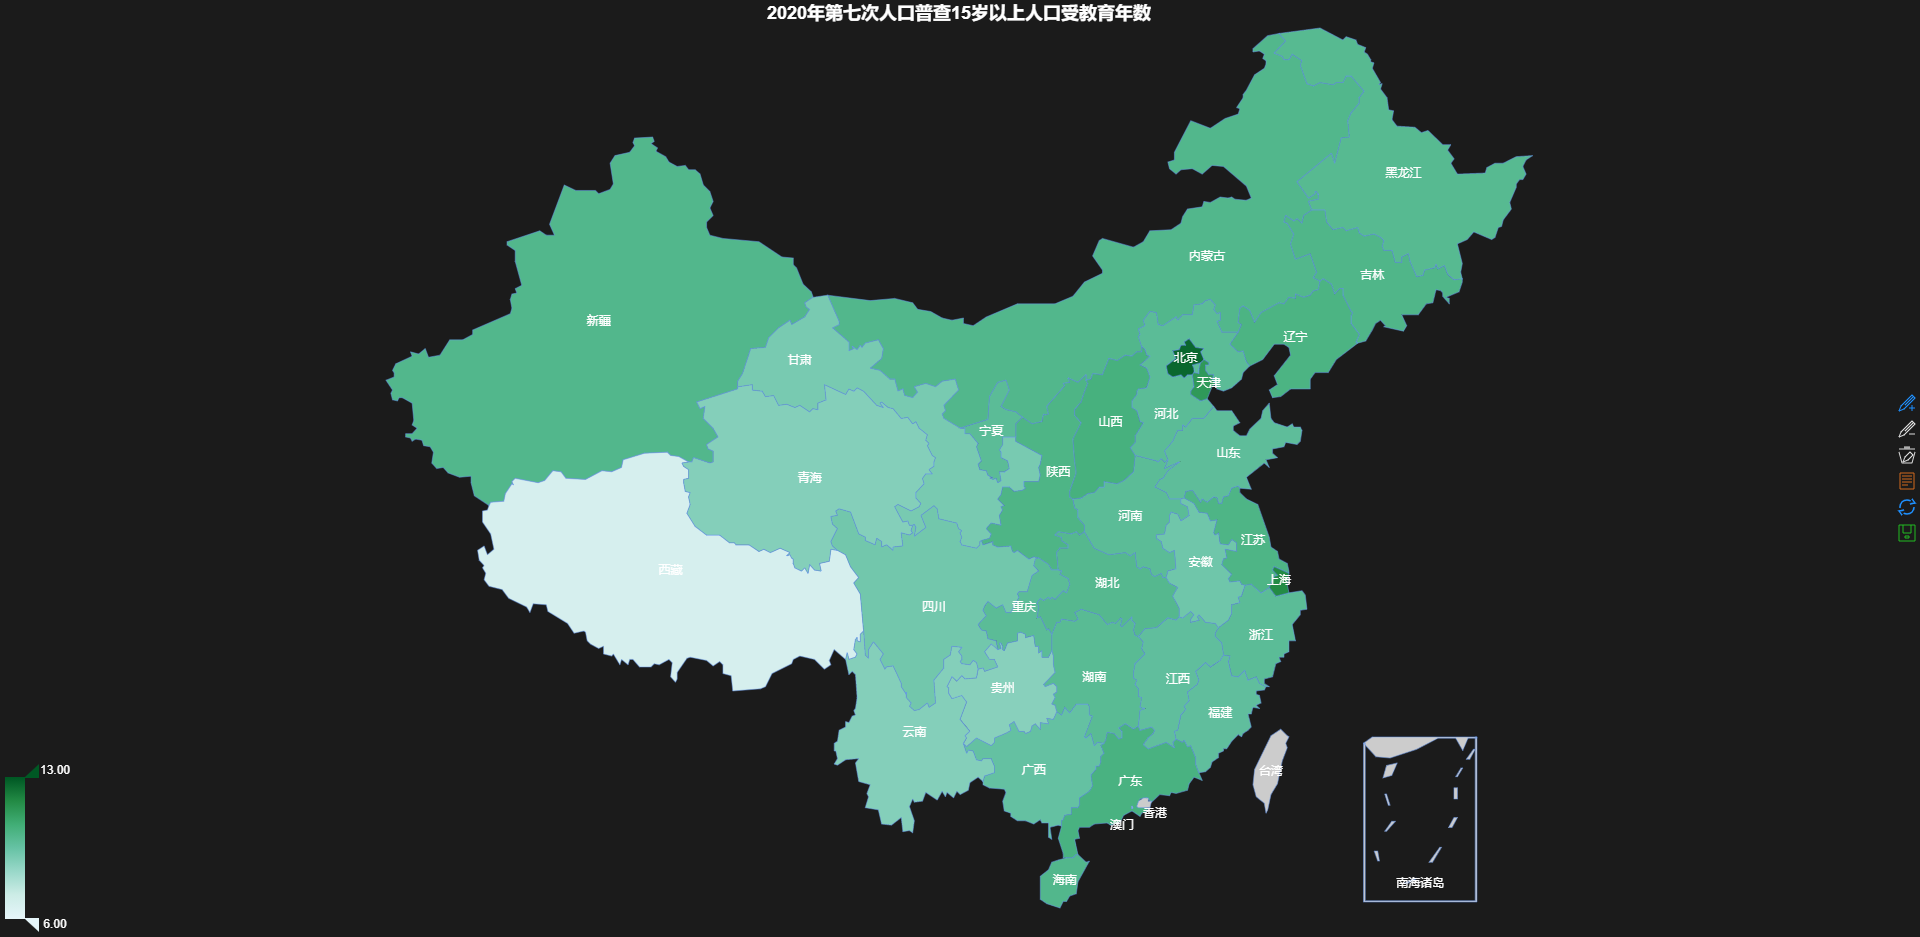 2020年第七次人口普查15岁以上人口受教育年数
黑龙江
内蒙古
吉林
新疆
辽宁
北京
甘肃
天津
河北
山西
宁夏
山东
陕西
青海
河南
江苏
安徽
西藏
上海
湖北
四川
重庆
浙江
湖南
江西
贵州
福建
云南
广西
台湾
13.00
广东
香港
澳门
海南
南海诸岛
6.00